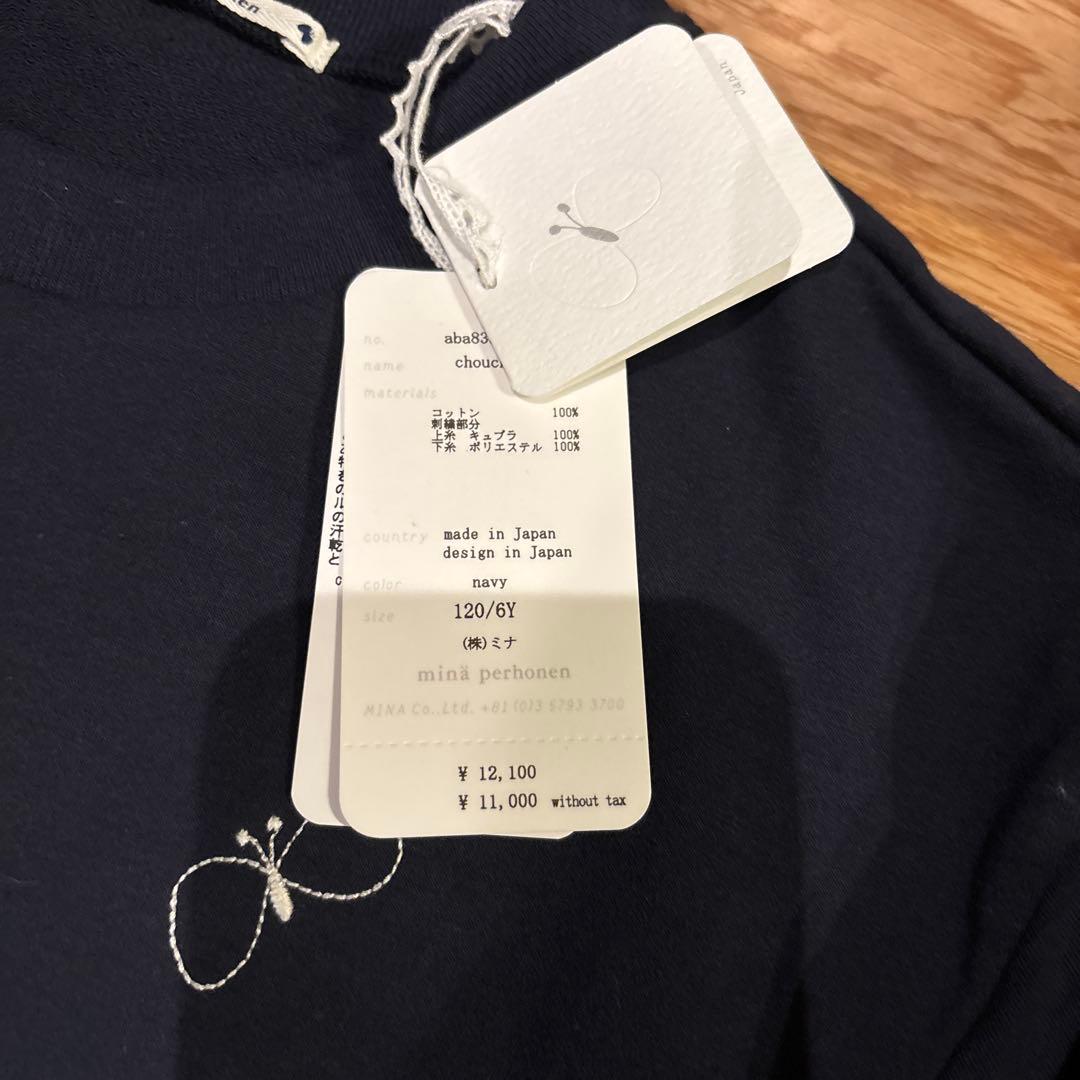 en
Japan
no. aba83
name chouc
materials
コットン 100%
刺繍部分
上糸 キュプラ 100%
下糸 ポリエステル 100%
country made in Japan
design in Japan
color navy
size 120/6Y
(株)ミナ
minä perhonen
MINA Co.,Ltd. +81 (0)3 5793 3700
¥ 12,100
¥ 11,000 without tax